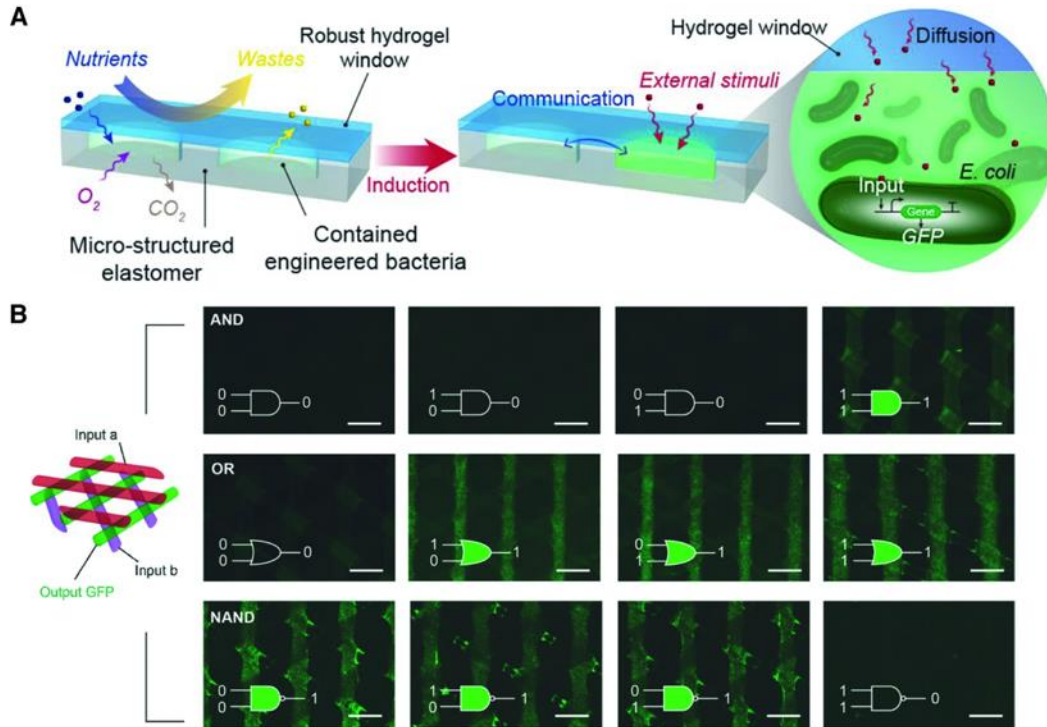 A
Nutrients
Wastes
Robust hydrogel
window
O2
CO2
Micro-structured
elastomer
Contained
engineered bacteria
Induction
Communication
External stimuli
Hydrogel window
Diffusion
E. coli
Input
Gene
GFP
B
Input a
Input b
Output GFP
AND
0
0
0
1
0
0
0
1
0
1
1
1
OR
0
0
0
1
0
1
0
1
1
1
1
1
NAND
0
0
1
1
0
1
0
1
1
1
1
0